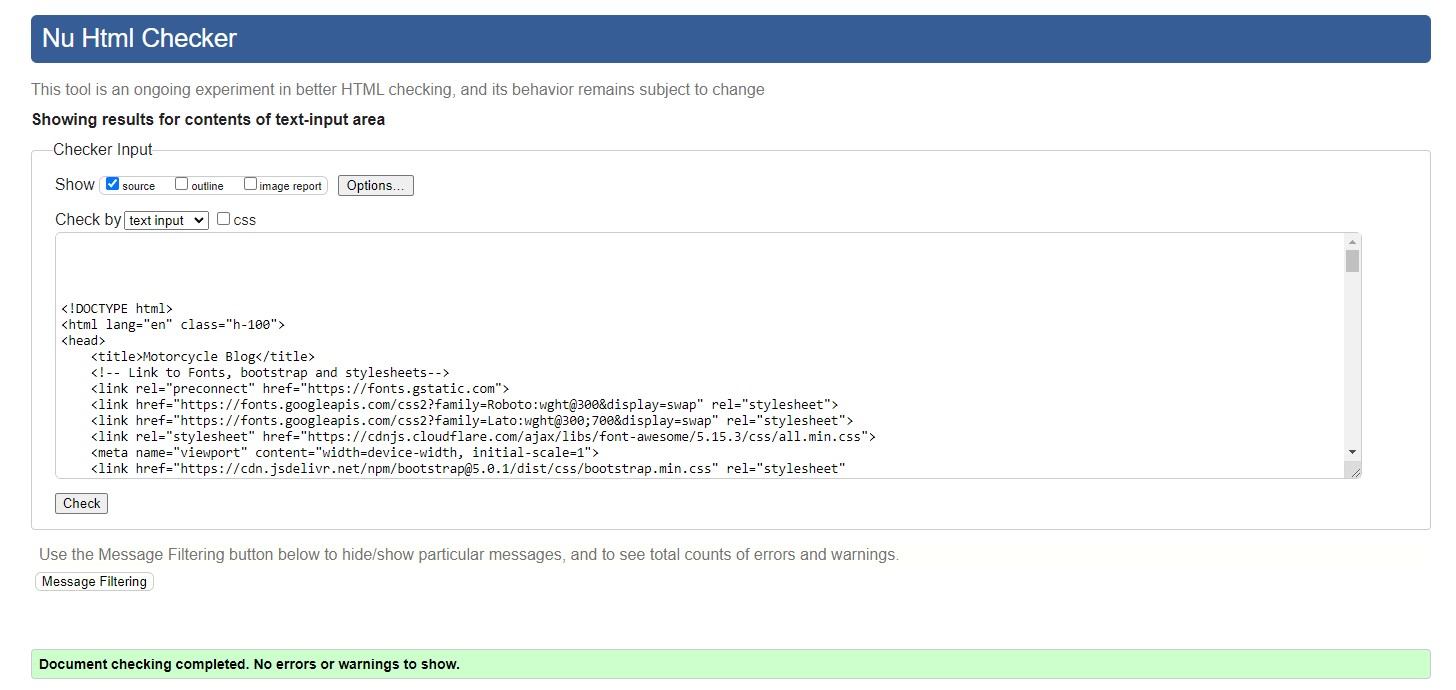 Nu Html Checker
This tool is an ongoing experiment in better HTML checking, and its behavior remains subject to change
Showing results for contents of text-input area
Checker Input
Show source outline image report Options...
Check by text input css
<!DOCTYPE html>
<html lang="en" class="h-100">
<head>
    <title>Motorcycle Blog</title>
    <!-- Link to Fonts, bootstrap and stylesheets-->
    <link rel="preconnect" href="https://fonts.gstatic.com">
    <link href="https://fonts.googleapis.com/css2?family=Roboto:wght@300&display=swap" rel="stylesheet">
    <link href="https://fonts.googleapis.com/css2?family=Lato:wght@300;700&display=swap" rel="stylesheet">
    <link rel="stylesheet" href="https://cdnjs.cloudflare.com/ajax/libs/font-awesome/5.15.3/css/all.min.css">
    <meta name="viewport" content="width=device-width, initial-scale=1">
    <link href="https://cdn.jsdelivr.net/npm/bootstrap@5.0.1/dist/css/bootstrap.min.css" rel="stylesheet"
Check
Use the Message Filtering button below to hide/show particular messages, and to see total counts of errors and warnings.
Message Filtering
Document checking completed. No errors or warnings to show.